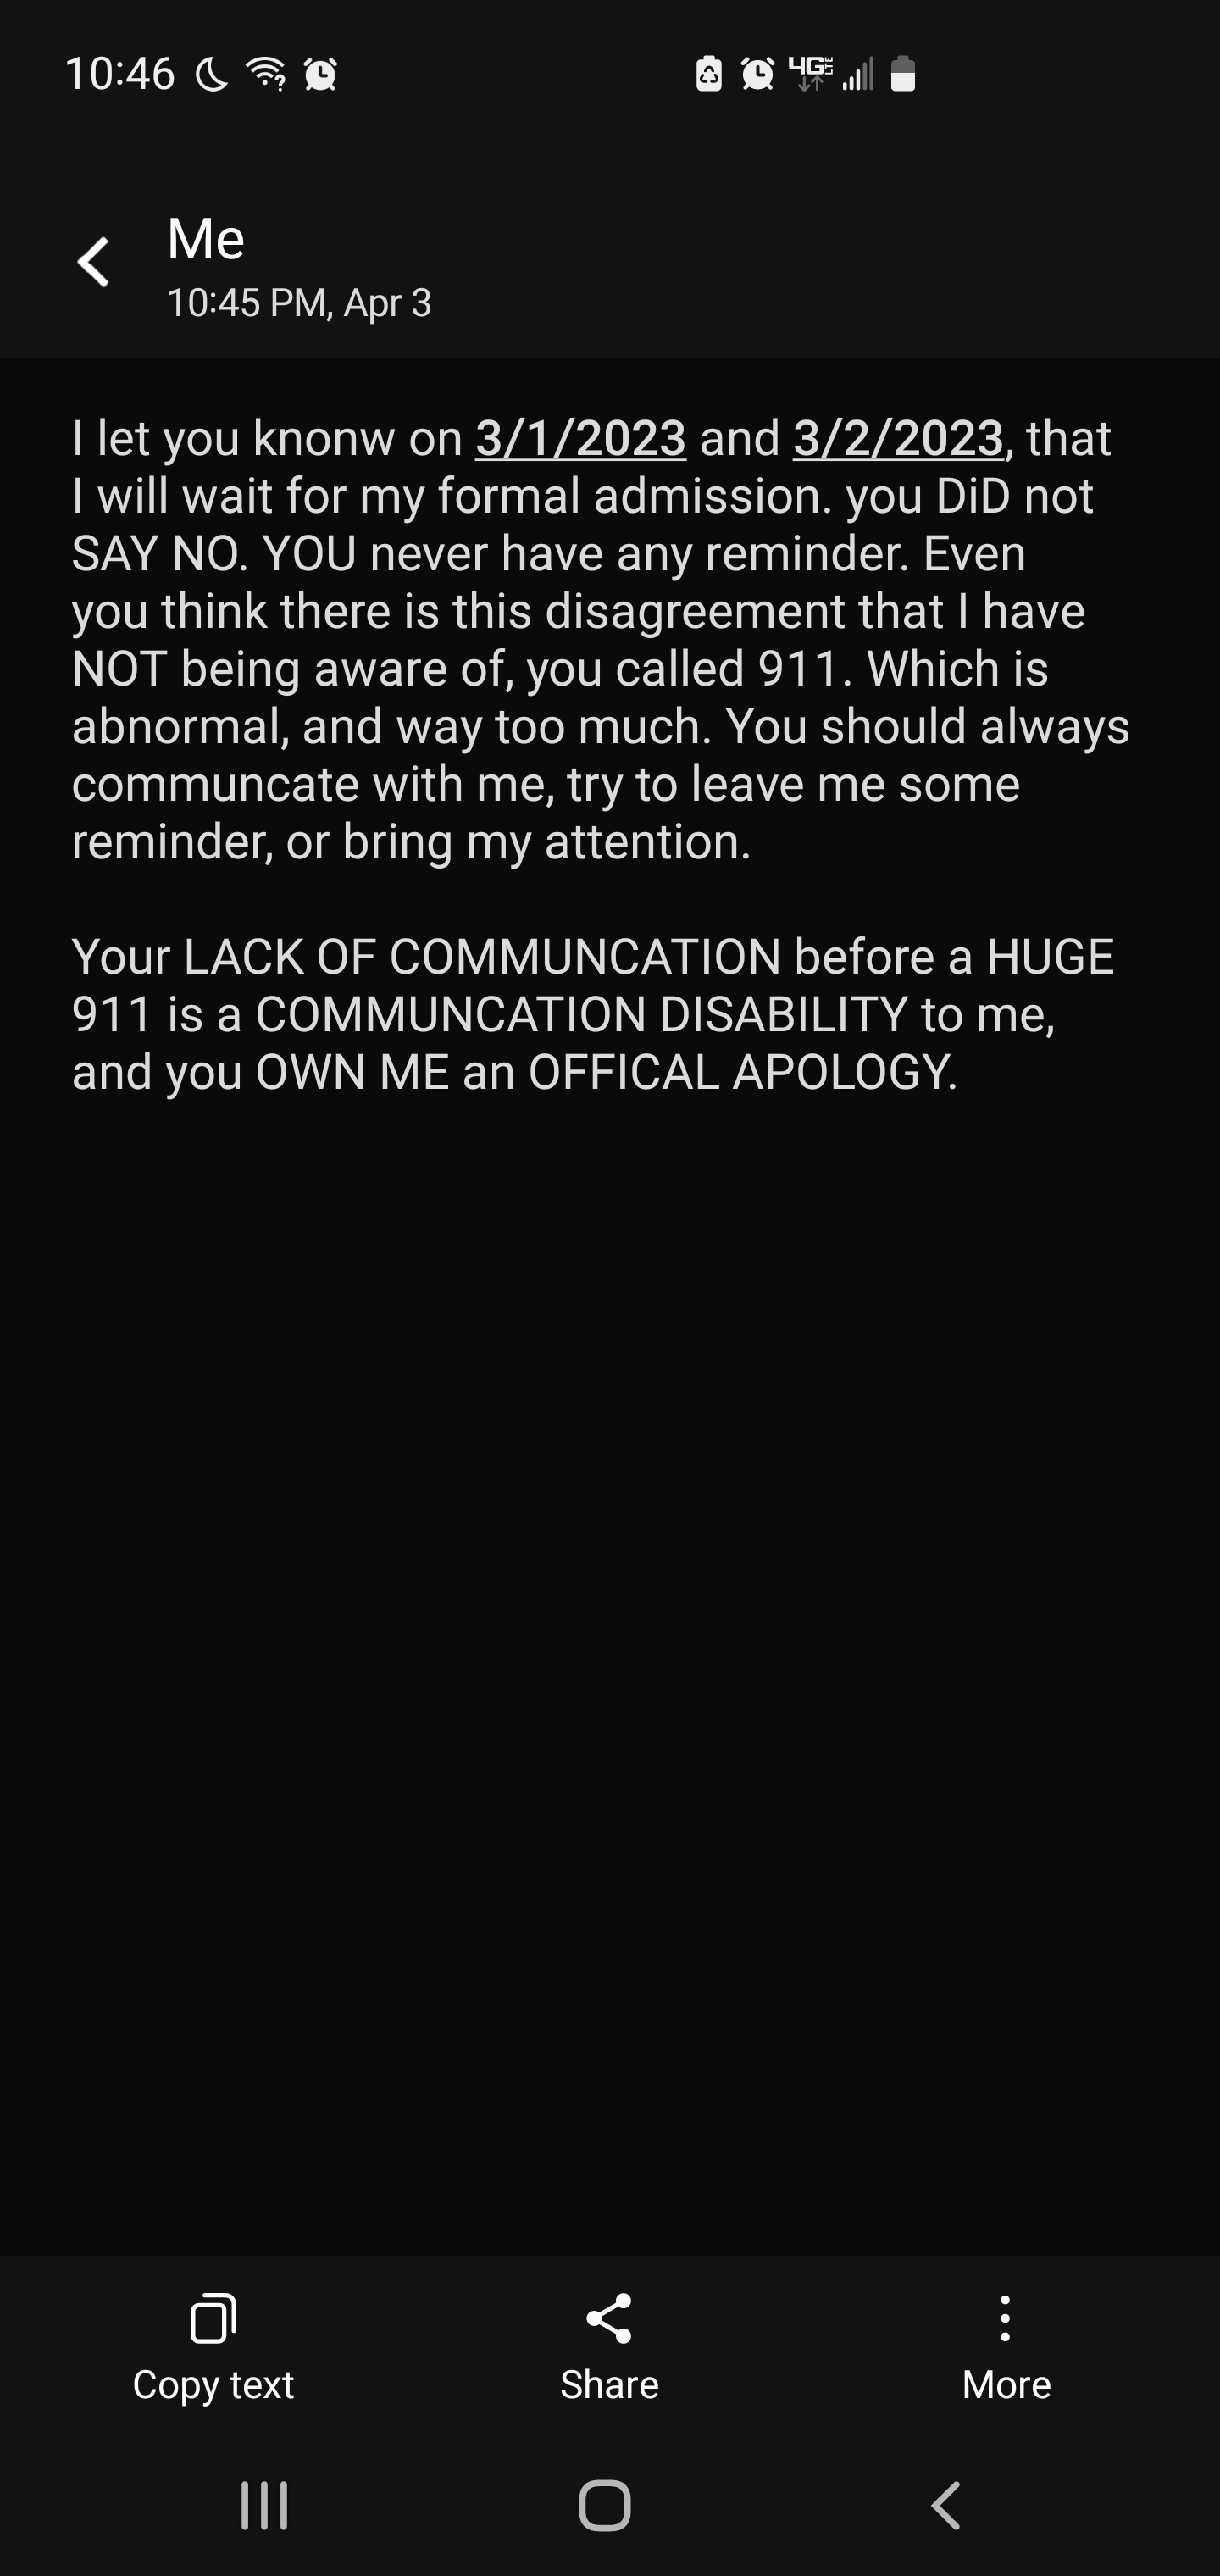 10:46
4G LTE
Me
10:45 PM, Apr 3
I let you knonw on 3/1/2023 and 3/2/2023, that
I will wait for my formal admission. you DiD not
SAY NO. YOU never have any reminder. Even
you think there is this disagreement that I have
NOT being aware of, you called 911. Which is
abnormal, and way too much. You should always
communcate with me, try to leave me some
reminder, or bring my attention.
Your LACK OF COMMUNCATION before a HUGE
911 is a COMMUNCATION DISABILITY to me,
and you OWN ME an OFFICAL APOLOGY.
Copy text
Share
More